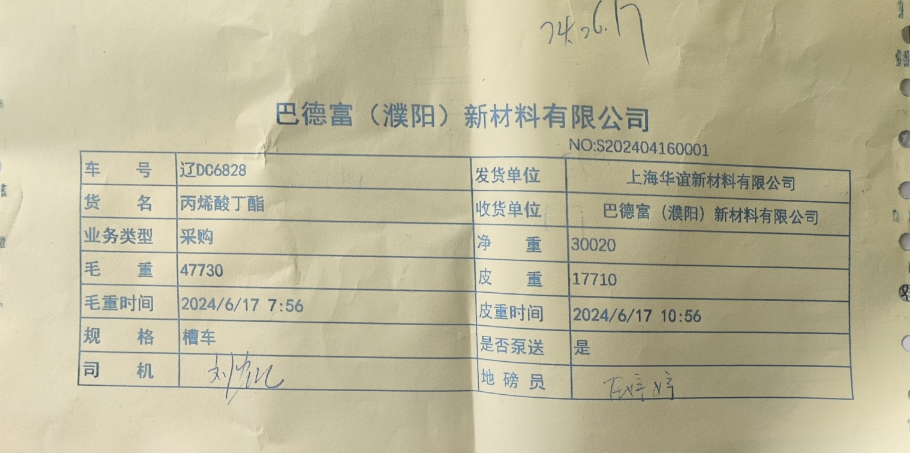 24.6.17
巴德富（濮阳）新材料有限公司
NO:S202404160001
车 号 辽DC6828 发货单位 上海华谊新材料有限公司
货 名 丙烯酸丁酯 收货单位 巴德富（濮阳）新材料有限公司
业务类型 采购 净 重 30020
毛 重 47730 皮 重 17710
毛重时间 2024/6/17 7:56 皮重时间 2024/6/17 10:56
规 格 槽车 是否泵送 是
司 机 地 磅 员